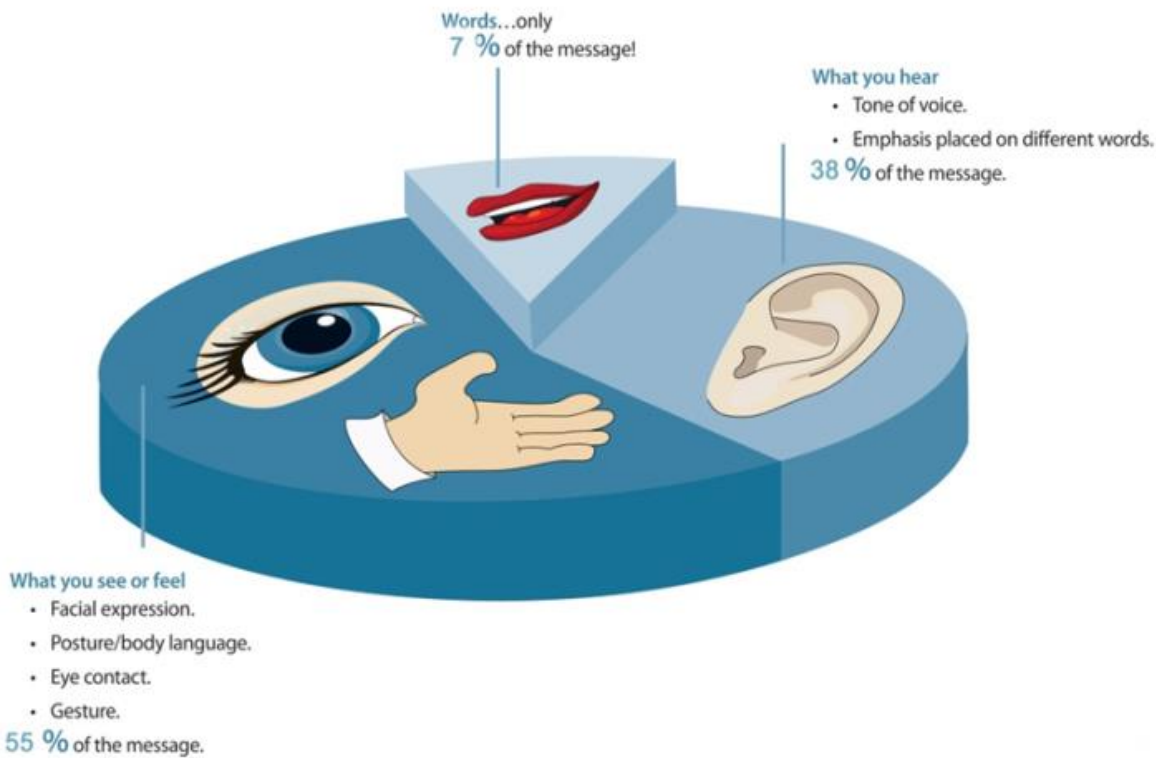 Words...only
7 % of the message!
What you hear
• Tone of voice.
• Emphasis placed on different words.
38 % of the message.
What you see or feel
• Facial expression.
• Posture/body language.
• Eye contact.
• Gesture.
55 % of the message.